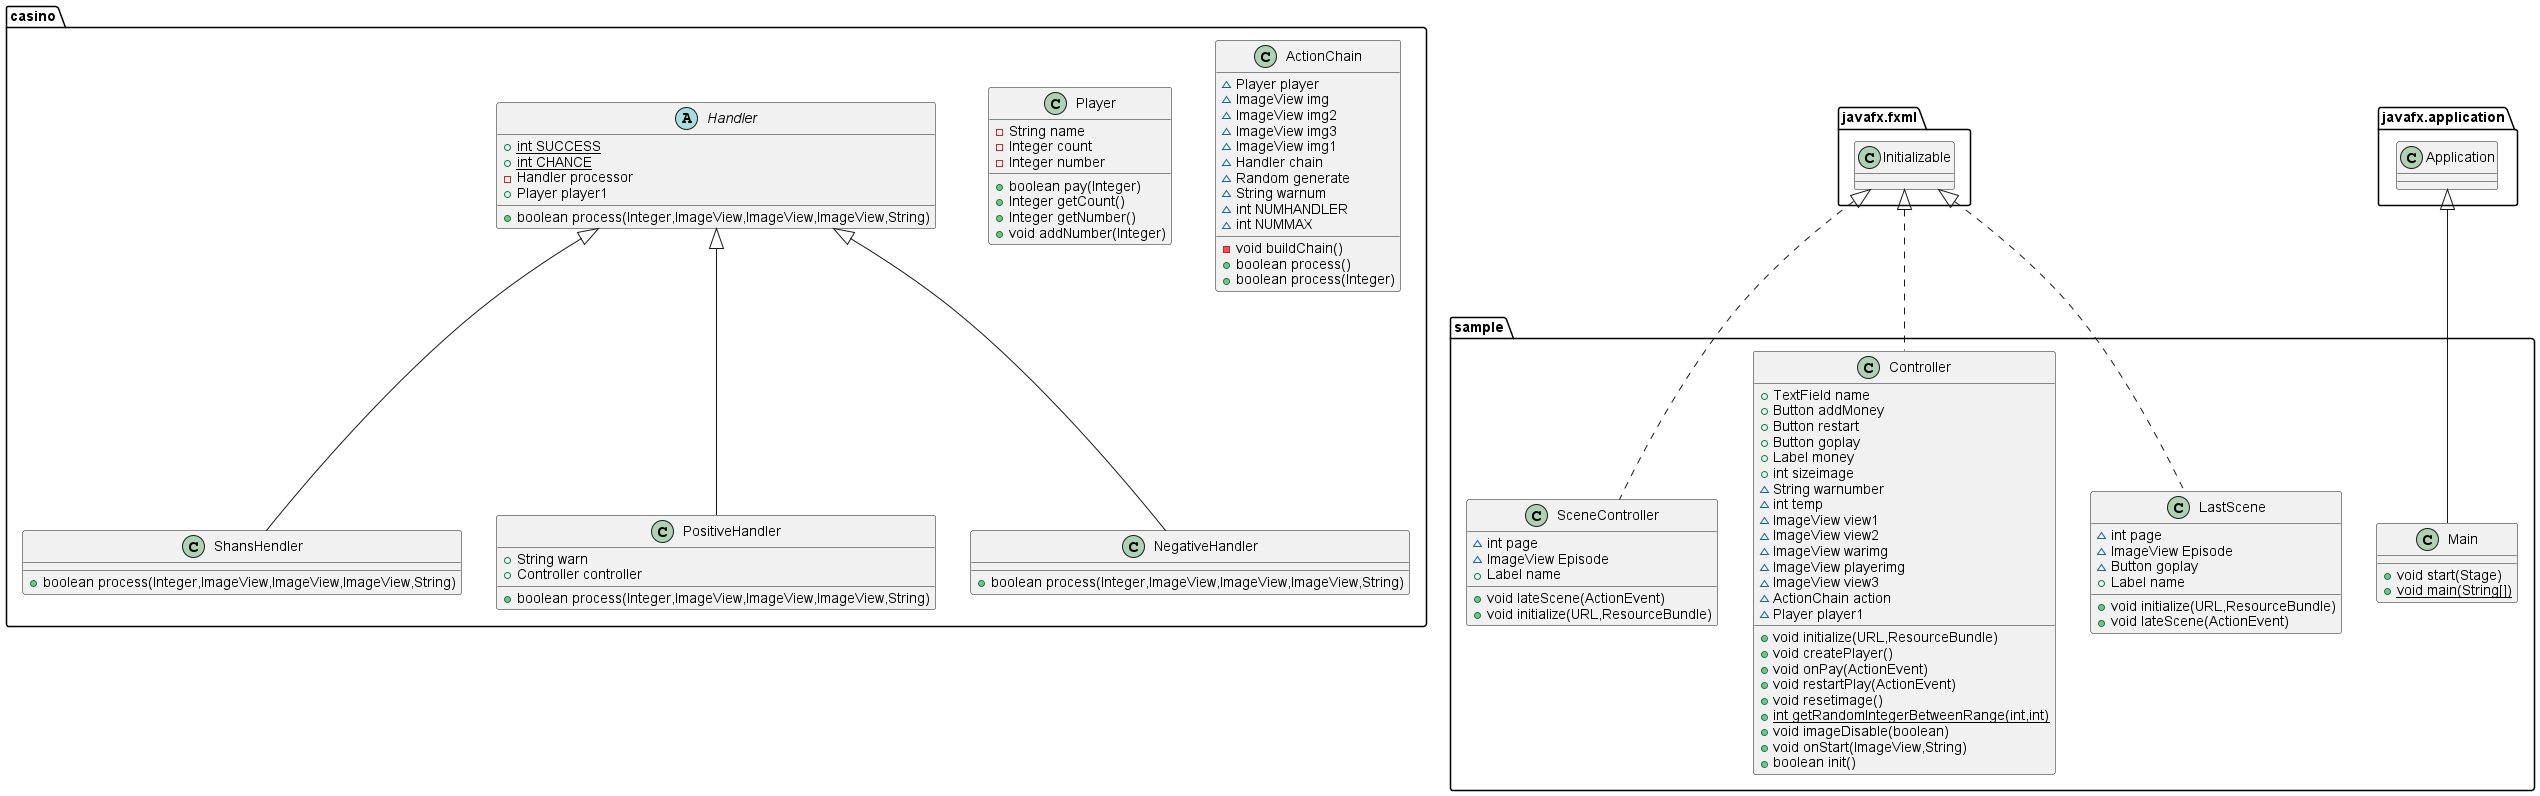 casino
C ActionChain
Player player
ImageView img
ImageView img2
ImageView img3
ImageView img1
Handler chain
Random generate
String warnum
int NUMHANDLER
int NUMMAX
void buildChain()
boolean process()
boolean process(Integer)
C Player
String name
Integer count
Integer number
boolean pay(Integer)
Integer getCount()
Integer getNumber()
void addNumber(Integer)
A Handler
int SUCCESS
int CHANCE
Handler processor
Player player1
boolean process(Integer,ImageView,ImageView,ImageView,String)
C ShansHendler
boolean process(Integer,ImageView,ImageView,ImageView,String)
C PositiveHandler
String warn
Controller controller
boolean process(Integer,ImageView,ImageView,ImageView,String)
C NegativeHandler
boolean process(Integer,ImageView,ImageView,ImageView,String)
javafx.fxml
C Initializable
javafx.application
C Application
sample
C SceneController
int page
ImageView Episode
Label name
void lateScene(ActionEvent)
void initialize(URL,ResourceBundle)
C Controller
TextField name
Button addMoney
Button restart
Button goplay
Label money
int sizeimage
String warnumber
int temp
ImageView view1
ImageView view2
ImageView warimg
ImageView playerimg
ImageView view3
ActionChain action
Player player1
void initialize(URL,ResourceBundle)
void createPlayer()
void onPay(ActionEvent)
void restartPlay(ActionEvent)
void resetimage()
int getRandomIntegerBetweenRange(int,int)
void imageDisable(boolean)
void onStart(ImageView,String)
boolean init()
C LastScene
int page
ImageView Episode
Button goplay
Label name
void initialize(URL,ResourceBundle)
void lateScene(ActionEvent)
C Main
void start(Stage)
void main(String[])